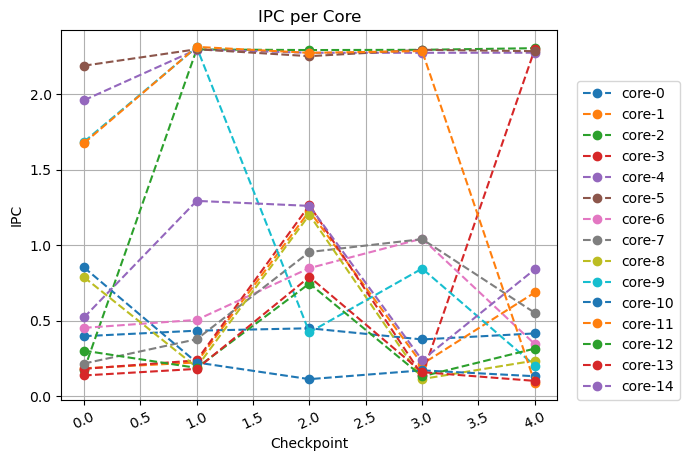 IPC per Core
IPC
2.0
1.5
1.0
0.5
0.0
0.0
0.5
1.0
1.5
2.0
2.5
3.0
3.5
4.0
Checkpoint
core-0
core-1
core-2
core-3
core-4
core-5
core-6
core-7
core-8
core-9
core-10
core-11
core-12
core-13
core-14